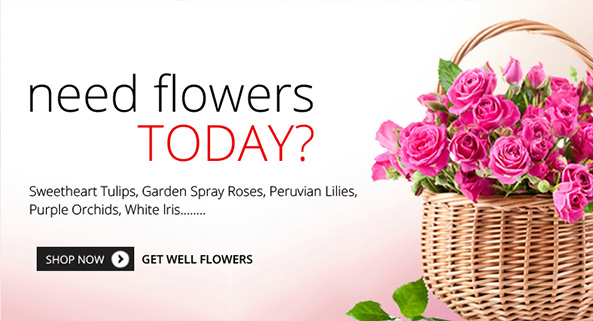 need flowers
TODAY?
Sweetheart Tulips, Garden Spray Roses, Peruvian Lilies,
Purple Orchids, White Iris........
SHOP NOW GET WELL FLOWERS